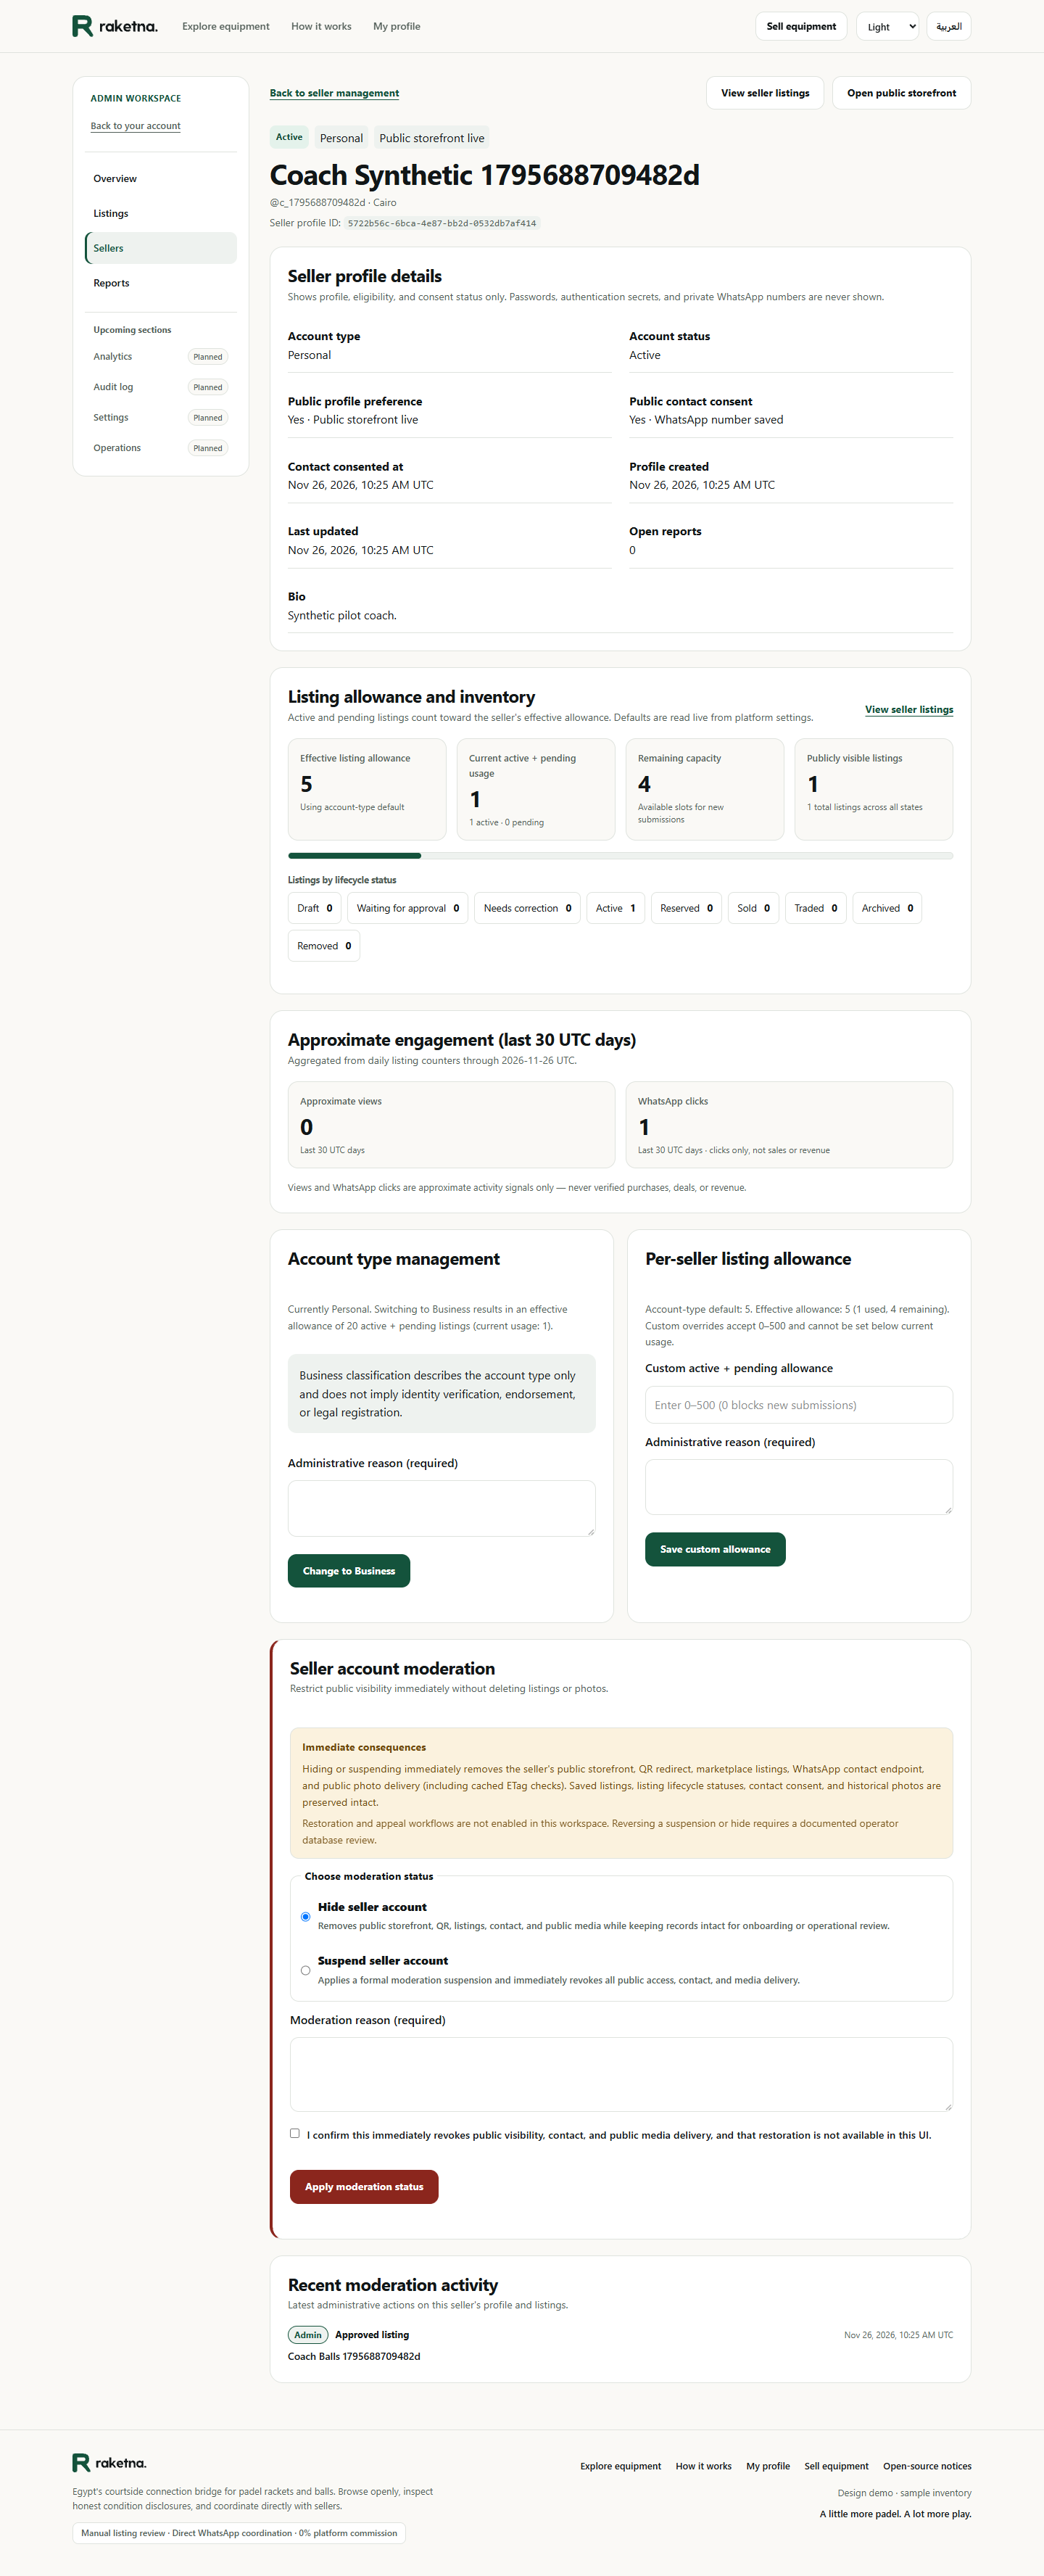 raketna.
Explore equipment
How it works
My profile
Sell equipment
Light
العربية
ADMIN WORKSPACE
Back to your account
Overview
Listings
Sellers
Reports
Upcoming sections
Analytics Planned
Audit log Planned
Settings Planned
Operations Planned
Back to seller management
View seller listings
Open public storefront
Active Personal Public storefront live
Coach Synthetic 1795688709482d
@c_1795688709482d · Cairo
Seller profile ID: 5722b56c-6bca-4e87-bb2d-0532db7af414
Seller profile details
Shows profile, eligibility, and consent status only. Passwords, authentication secrets, and private WhatsApp numbers are never shown.
Account type
Personal
Account status
Active
Public profile preference
Yes · Public storefront live
Public contact consent
Yes · WhatsApp number saved
Contact consented at
Nov 26, 2026, 10:25 AM UTC
Profile created
Nov 26, 2026, 10:25 AM UTC
Last updated
Nov 26, 2026, 10:25 AM UTC
Open reports
0
Bio
Synthetic pilot coach.
Listing allowance and inventory
Active and pending listings count toward the seller's effective allowance. Defaults are read live from platform settings.
View seller listings
Effective listing allowance
5
Using account-type default
Current active + pending
usage
1
1 active · 0 pending
Remaining capacity
4
Available slots for new
submissions
Publicly visible listings
1
1 total listings across all states
Listings by lifecycle status
Draft 0
Waiting for approval 0
Needs correction 0
Active 1
Reserved 0
Sold 0
Traded 0
Archived 0
Removed 0
Approximate engagement (last 30 UTC days)
Aggregated from daily listing counters through 2026-11-26 UTC.
Approximate views
0
Last 30 UTC days
WhatsApp clicks
1
Last 30 UTC days · clicks only, not sales or revenue
Views and WhatsApp clicks are approximate activity signals only — never verified purchases, deals, or revenue.
Account type management
Currently Personal. Switching to Business results in an effective
allowance of 20 active + pending listings (current usage: 1).
Business classification describes the account type only
and does not imply identity verification, endorsement,
or legal registration.
Administrative reason (required)
Change to Business
Per-seller listing allowance
Account-type default: 5. Effective allowance: 5 (1 used, 4 remaining).
Custom overrides accept 0–500 and cannot be set below current
usage.
Custom active + pending allowance
Enter 0–500 (0 blocks new submissions)
Administrative reason (required)
Save custom allowance
Seller account moderation
Restrict public visibility immediately without deleting listings or photos.
Immediate consequences
Hiding or suspending immediately removes the seller's public storefront, QR redirect, marketplace listings, WhatsApp contact endpoint,
and public photo delivery (including cached ETag checks). Saved listings, listing lifecycle statuses, contact consent, and historical photos are
preserved intact.
Restoration and appeal workflows are not enabled in this workspace. Reversing a suspension or hide requires a documented operator
database review.
Choose moderation status
Hide seller account
Removes public storefront, QR, listings, contact, and public media while keeping records intact for onboarding or operational review.
Suspend seller account
Applies a formal moderation suspension and immediately revokes all public access, contact, and media delivery.
Moderation reason (required)
I confirm this immediately revokes public visibility, contact, and public media delivery, and that restoration is not available in this UI.
Apply moderation status
Recent moderation activity
Latest administrative actions on this seller's profile and listings.
Admin Approved listing
Nov 26, 2026, 10:25 AM UTC
Coach Balls 1795688709482d
raketna.
Egypt's courtside connection bridge for padel rackets and balls. Browse openly, inspect
honest condition disclosures, and coordinate directly with sellers.
Manual listing review · Direct WhatsApp coordination · 0% platform commission
Explore equipment
How it works
My profile
Sell equipment
Open-source notices
Design demo · sample inventory
A little more padel. A lot more play.